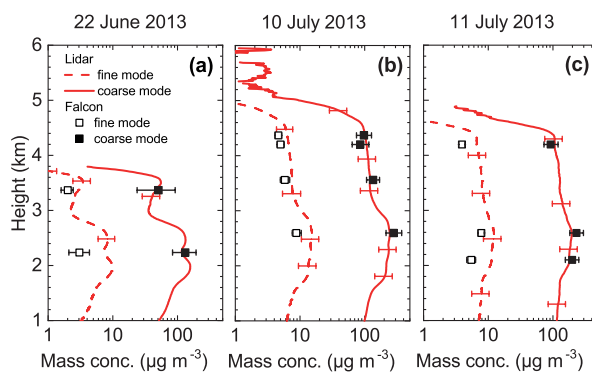 22 June 2013 10 July 2013 11 July 2013
6
5
4
3
2
1
Height (km)
(a)
Lidar
fine mode
coarse mode
Falcon
fine mode
coarse mode
(b)
(c)
1 10 100 1 10 100 1 10 100
Mass conc. (µg m⁻³) Mass conc. (µg m⁻³) Mass conc. (µg m⁻³)